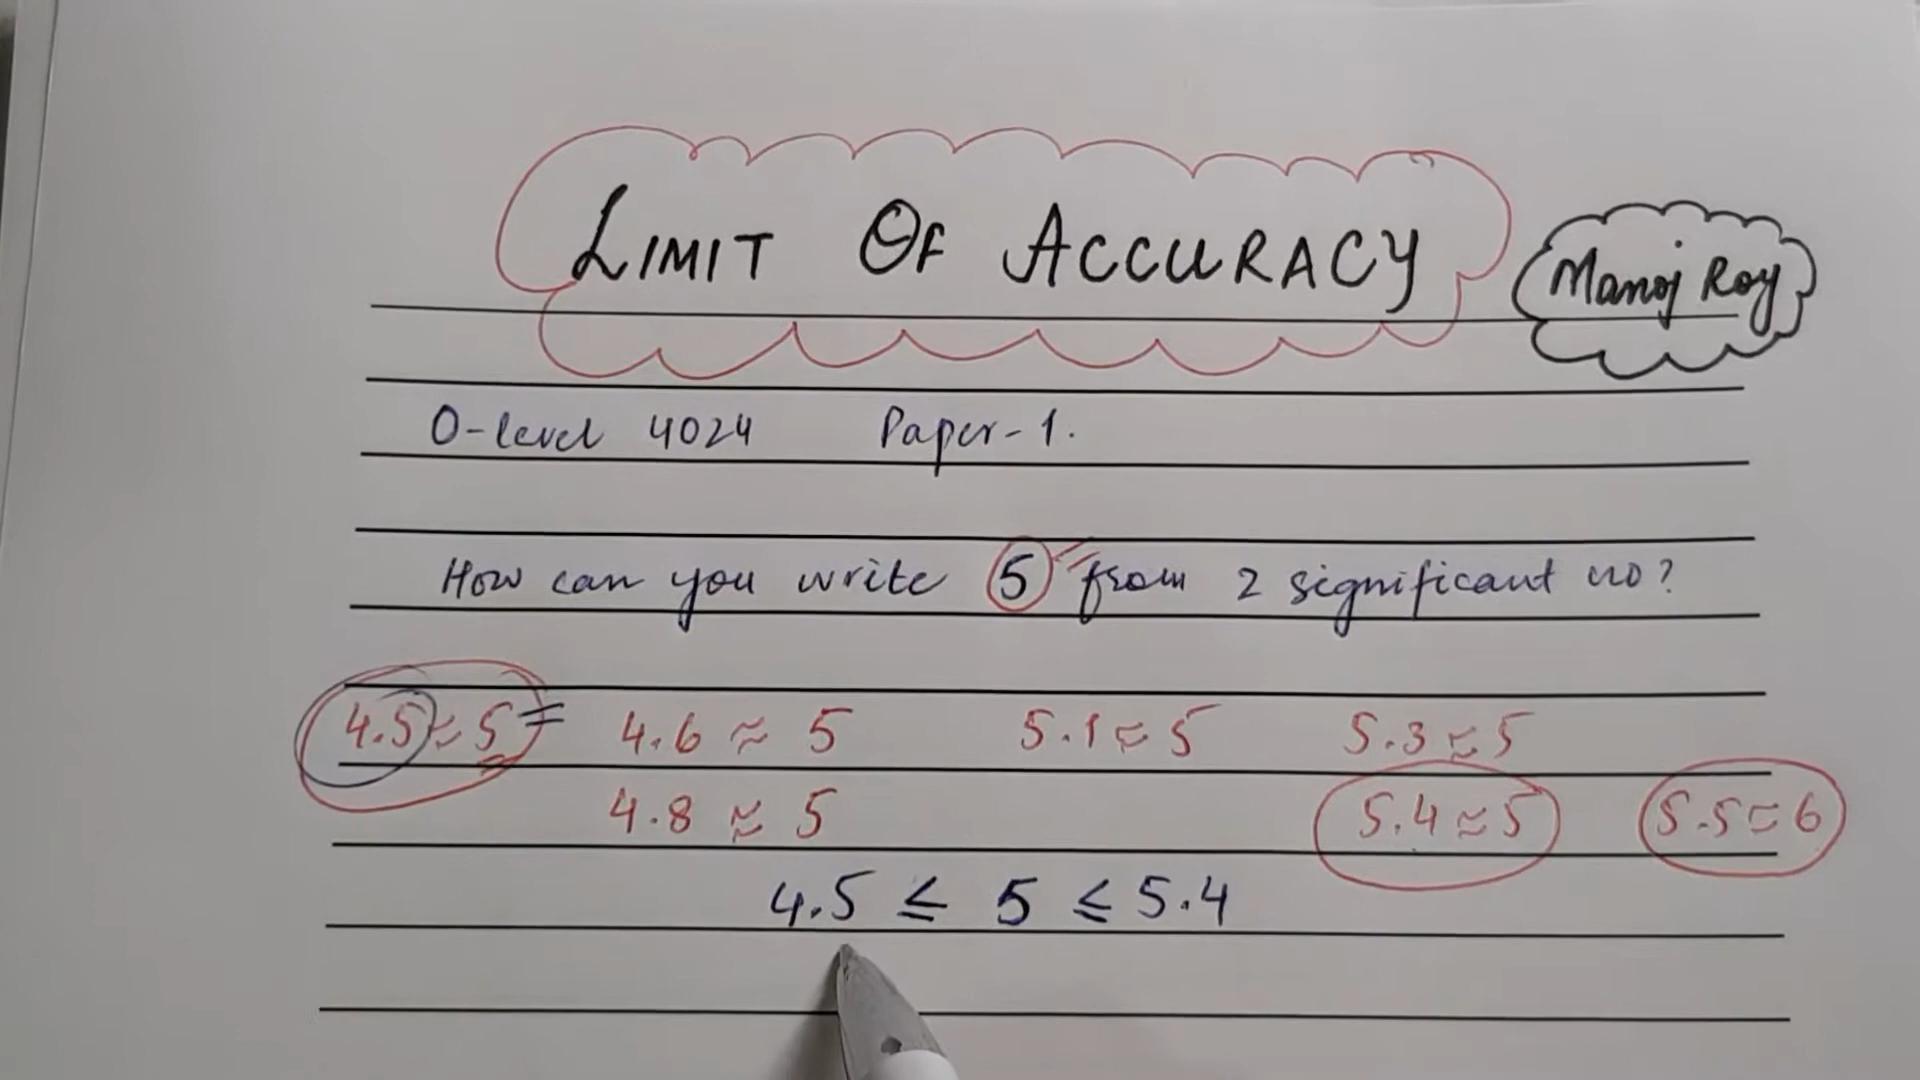 LIMIT OF ACCURACY
Manoj Roy
O-level 4024 Paper-1.
How can you write 5 from 2 significant no?
4.5≈5= 4.6 ≈ 5 5.1≈5 5.3≈5
4.8 ≈ 5 5.4≈5 5.5≈6
4.5 ≤ 5 ≤ 5.4